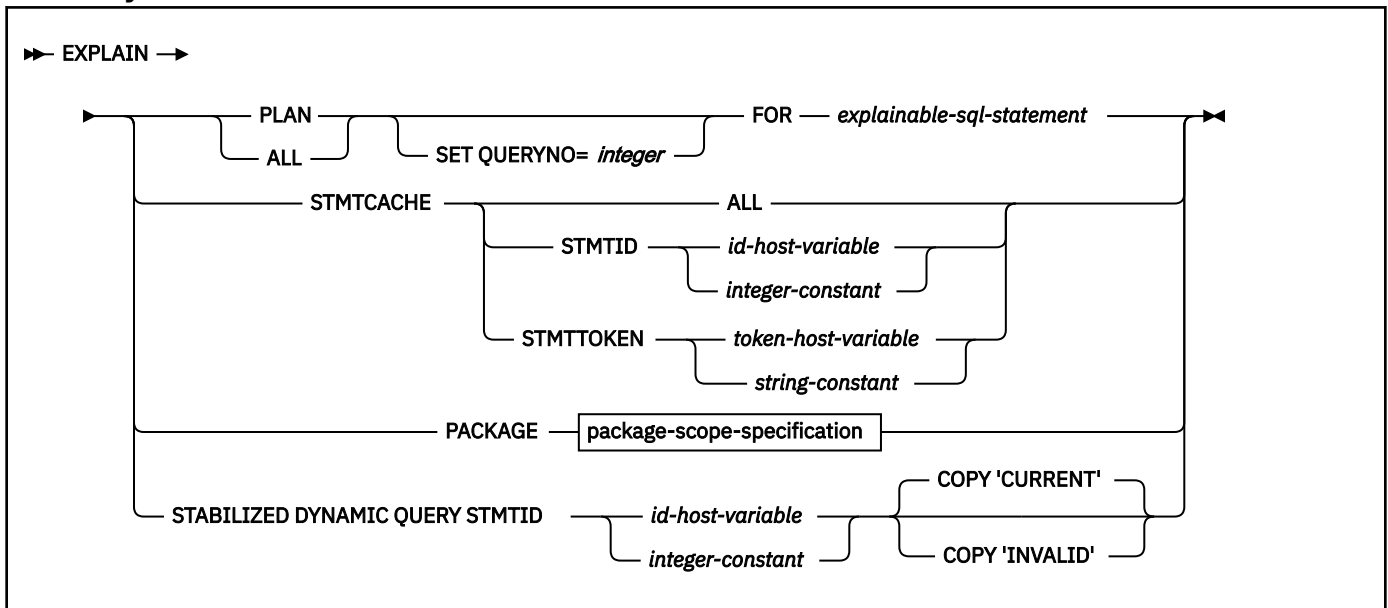 EXPLAIN
PLAN FOR explainable-sql-statement
ALL SET QUERYNO= integer
STMTCACHE ALL
STMTID id-host-variable
integer-constant
STMTTOKEN token-host-variable
string-constant
PACKAGE package-scope-specification
COPY 'CURRENT'
STABILIZED DYNAMIC QUERY STMTID id-host-variable
integer-constant COPY 'INVALID'